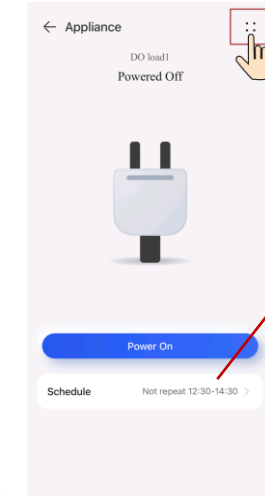 Appliance
DO load1
Powered Off
Power On
Schedule Not repeat 12:30-14:30